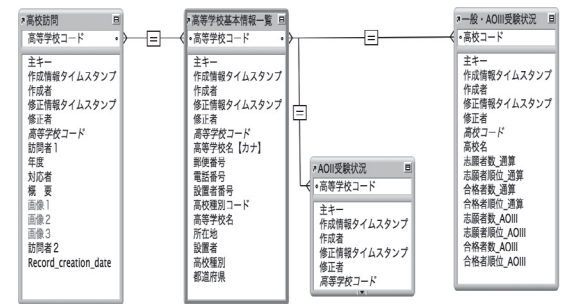 高校訪問
高等学校コード
主キー
作成情報タイムスタンプ
作成者
修正情報タイムスタンプ
修正者
高等学校コード
訪問者1
年度
対応者
概 要
画像1
画像2
画像3
訪問者2
Record_creation_date
高等学校基本情報一覧
高等学校コード
主キー
作成情報タイムスタンプ
作成者
修正情報タイムスタンプ
修正者
高等学校コード
高等学校名【カナ】
郵便番号
電話番号
設置者番号
高校種別コード
高等学校名
所在地
設置者
高校種別
都道府県
AOII受験状況
高等学校コード
主キー
作成情報タイムスタンプ
作成者
修正情報タイムスタンプ
修正者
高等学校コード
一般・AOIII受験状況
高校コード
主キー
作成情報タイムスタンプ
作成者
修正情報タイムスタンプ
修正者
高校コード
高校名
志願者数_通算
志願者順位_通算
合格者数_通算
合格者順位_通算
志願者数_AOIII
志願者順位_AOIII
合格者数_AOIII
合格者順位_AOIII